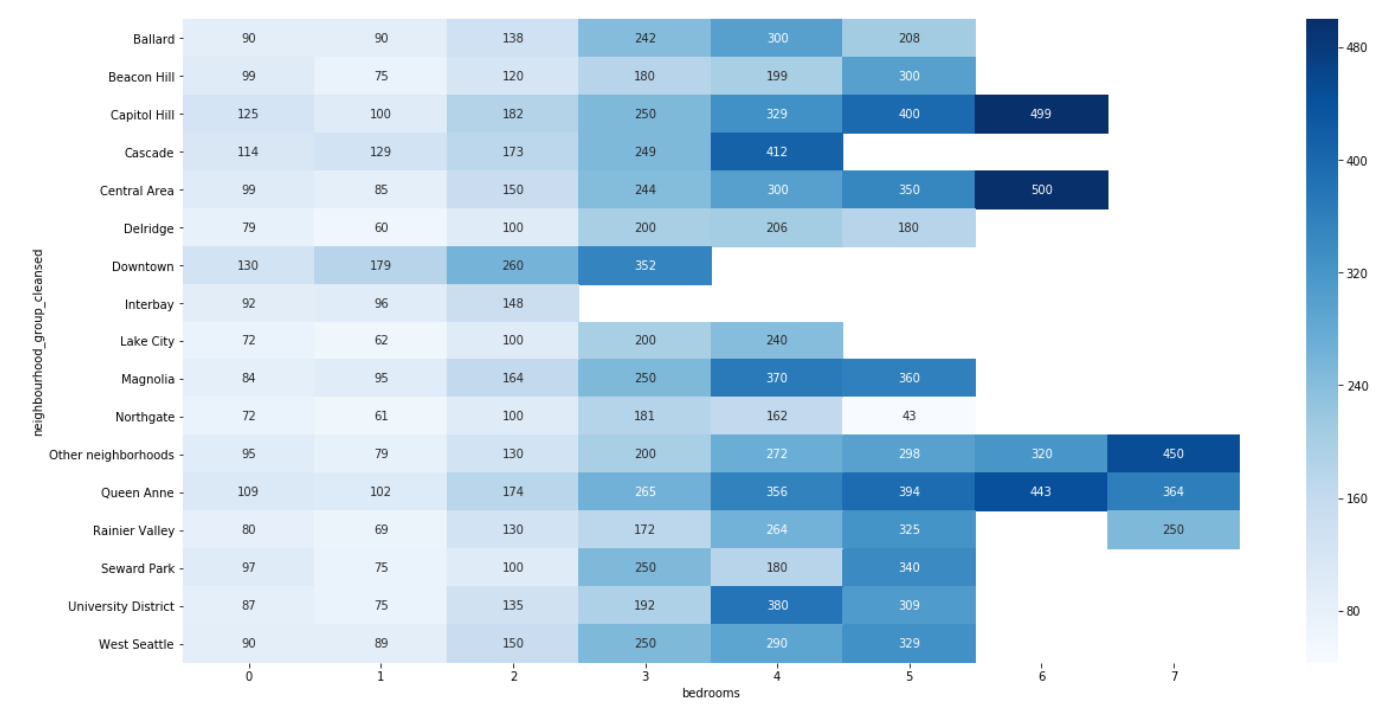 Ballard 90 90 138 242 300 208
Beacon Hill 99 75 120 180 199 300
Capitol Hill 125 100 182 250 329 400 499
Cascade 114 129 173 249 412
Central Area 99 85 150 244 300 350 500
Delridge 79 60 100 200 206 180
Downtown 130 179 260 352
Interbay 92 96 148
Lake City 72 62 100 200 240
Magnolia 84 95 164 250 370 360
Northgate 72 61 100 181 162 43
Other neighborhoods 95 79 130 200 272 298 320 450
Queen Anne 109 102 174 265 356 394 443 364
Rainier Valley 80 69 130 172 264 325 250
Seward Park 97 75 100 250 180 340
University District 87 75 135 192 380 309
West Seattle 90 89 150 250 290 329
0 1 2 3 4 5 6 7
bedrooms
neighbourhood_group_cleansed
480
400
320
240
160
80